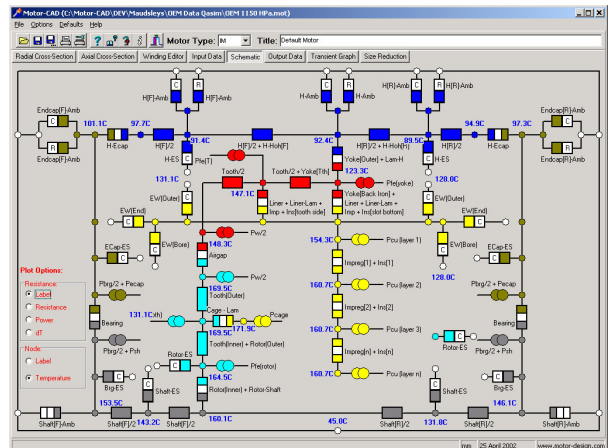 Motor-CAD (C:\Motor-CAD\DEV\Maudsleys\OEM Data Qasim\OEM 1150 HPa.mot)
File Options Defaults Help
Motor Type: IM Title: Default Motor
Radial Cross-Section Axial Cross-Section Winding Editor Input Data Schematic Output Data Transient Graph Size Reduction
C R C R C R
H[F]-Amb H[F]-Amb H-Amb H-Amb H[R]-Amb H[R]-Amb
Endcap[F]-Amb Endcap[R]-Amb
C C
101.1C 97.7C 94.9C 97.3C
R R
Endcap[F]-Amb H-Ecap H[F]/2 91.4C H[F]/2 + H-Hol[F] 92.4C H[R]/2 + H-Hol[R] 89.5C H[R]/2 H-Ecap Endcap[R]-Amb
C H-ES Pfe[T] Yoke[Outer] + Lam-H C H-ES
131.1C Tooth/2 Tooth/2 + Yoke[Tth] 123.3C Pfe(yoke) 128.0C
147.1C
EW[Outer] C Liner + Liner-Lam + Imp + Ins[tooth side] Yoke[Back Iron] + Liner + Liner-Lam + Imp + Ins[slot bottom] C EW[Outer]
EW[End] C EW[End] C
C EW[Bore] Pw/2 154.3C Pcu (layer 1) C EW[Bore]
148.3C
ECap-ES C Airgap Impreg[1] + Ins[1] 128.0C C ECap-ES
Plot Options: Pw/2
Resistance: Pbrg/2 + Pecap 169.5C 160.7C Pcu (layer 2) Pbrg/2 + Pecap
Label Tooth[Outer]
Resistance Impreg[2] + Ins[2]
Power Bearing 131.1C Cage - Lam Pcage Bearing
171.9C
dT 169.5C 160.7C Pcu (layer 3)
Pbrg/2 + Psh Tooth[Inner] + Rotor[Outer] C Rotor-ES Pbrg/2 + Psh
Node: Rotor-ES C Impreg[n] + Ins[n]
Label Pfe(rotor)
Temperature 164.5C 160.7C Pcu (layer n)
C Brg-ES C Shaft-ES Rotor[Inner] + Rotor-Shaft Shaft-ES C Brg-ES C
153.5C 146.1C
Shaft[F]-Amb Shaft[F]/2 143.2C Shaft[F]/2 160.1C 45.0C Shaft[R]/2 131.8C Shaft[R]/2 Shaft[R]-Amb
mm 25 April 2002 www.motor-design.com